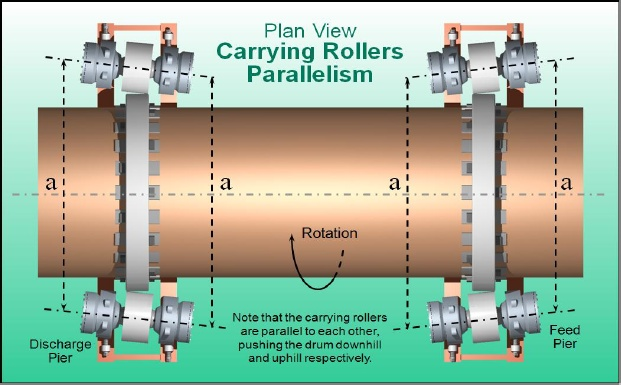 Plan View
Carrying Rollers
Parallelism
a
a
a
a
Rotation
Note that the carrying rollers
are parallel to each other,
pushing the drum downhill
and uphill respectively.
Discharge
Pier
Feed
Pier